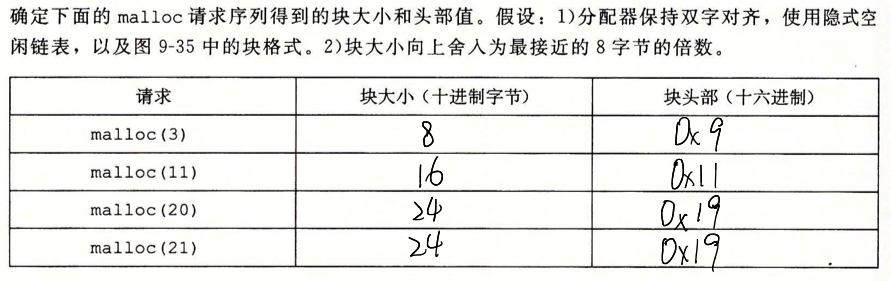 确定下面的 malloc 请求序列得到的块大小和头部值。假设：1)分配器保持双字对齐，使用隐式空
闲链表，以及图 9-35 中的块格式。2)块大小向上舍入为最接近的 8 字节的倍数。
请求 块大小（十进制字节） 块头部（十六进制）
malloc(3) 8 0x9
malloc(11) 16 0x11
malloc(20) 24 0x19
malloc(21) 24 0x19